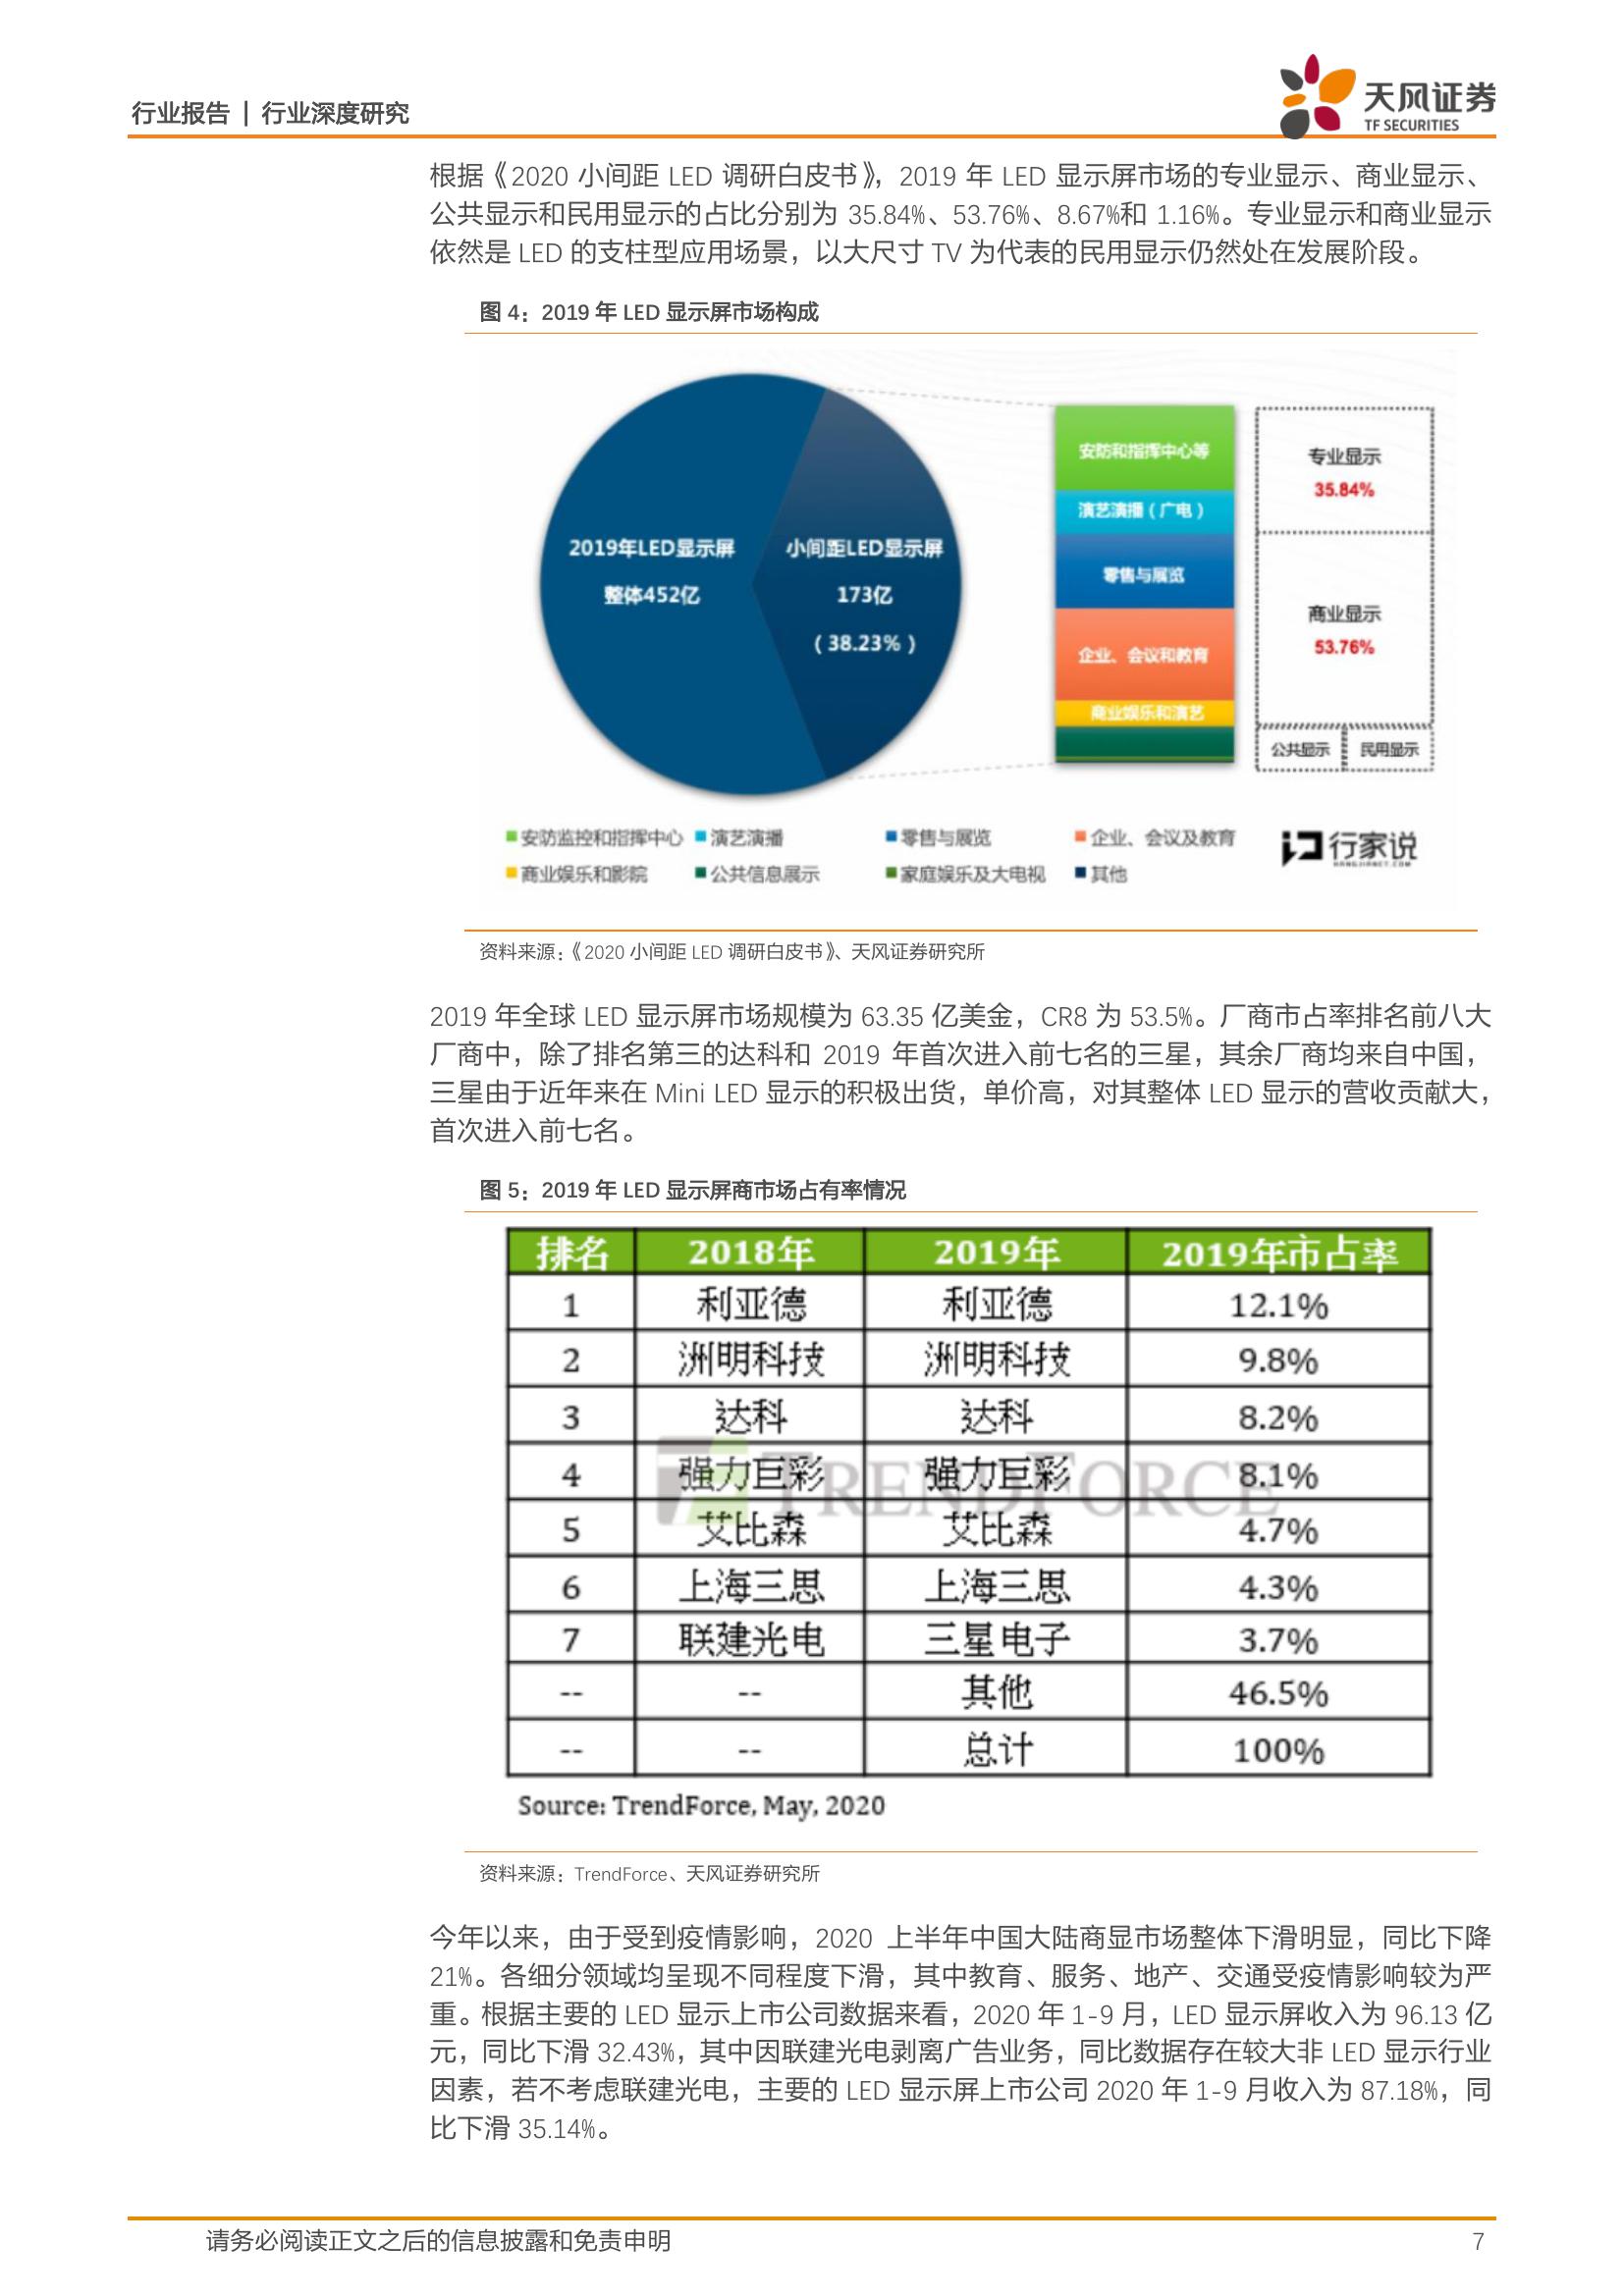 行业报告 | 行业深度研究
天风证券
TF SECURITIES
根据《2020 小间距 LED 调研白皮书》，2019 年 LED 显示屏市场的专业显示、商业显示、
公共显示和民用显示的占比分别为 35.84%、53.76%、8.67%和 1.16%。专业显示和商业显示
依然是 LED 的支柱型应用场景，以大尺寸 TV 为代表的民用显示仍然处在发展阶段。
图 4：2019 年 LED 显示屏市场构成
2019年LED显示屏
整体452亿
小间距LED显示屏
173亿
（38.23%）
安防和指挥中心等
演艺演播（广电）
零售与展览
企业、会议和教育
商业娱乐和演艺
专业显示
35.84%
商业显示
53.76%
公共显示 民用显示
安防监控和指挥中心 演艺演播 零售与展览 企业、会议及教育
商业娱乐和影院 公共信息展示 家庭娱乐及大电视 其他
行家说
HANGJIANET.COM
资料来源：《2020 小间距 LED 调研白皮书》、天风证券研究所
2019 年全球 LED 显示屏市场规模为 63.35 亿美金，CR8 为 53.5%。厂商市占率排名前八大
厂商中，除了排名第三的达科和 2019 年首次进入前七名的三星，其余厂商均来自中国，
三星由于近年来在 Mini LED 显示的积极出货，单价高，对其整体 LED 显示的营收贡献大，
首次进入前七名。
图 5：2019 年 LED 显示屏商市场占有率情况
排名 2018年 2019年 2019年市占率
1 利亚德 利亚德 12.1%
2 洲明科技 洲明科技 9.8%
3 达科 达科 8.2%
4 强力巨彩 强力巨彩 8.1%
5 艾比森 艾比森 4.7%
6 上海三思 上海三思 4.3%
7 联建光电 三星电子 3.7%
-- -- 其他 46.5%
-- -- 总计 100%
TRENDFORCE
Source: TrendForce, May, 2020
资料来源：TrendForce、天风证券研究所
今年以来，由于受到疫情影响，2020 上半年中国大陆商显市场整体下滑明显，同比下降
21%。各细分领域均呈现不同程度下滑，其中教育、服务、地产、交通受疫情影响较为严
重。根据主要的 LED 显示上市公司数据来看，2020 年 1-9 月，LED 显示屏收入为 96.13 亿
元，同比下滑 32.43%，其中因联建光电剥离广告业务，同比数据存在较大非 LED 显示行业
因素，若不考虑联建光电，主要的 LED 显示屏上市公司 2020 年 1-9 月收入为 87.18%，同
比下滑 35.14%。
请务必阅读正文之后的信息披露和免责申明
7